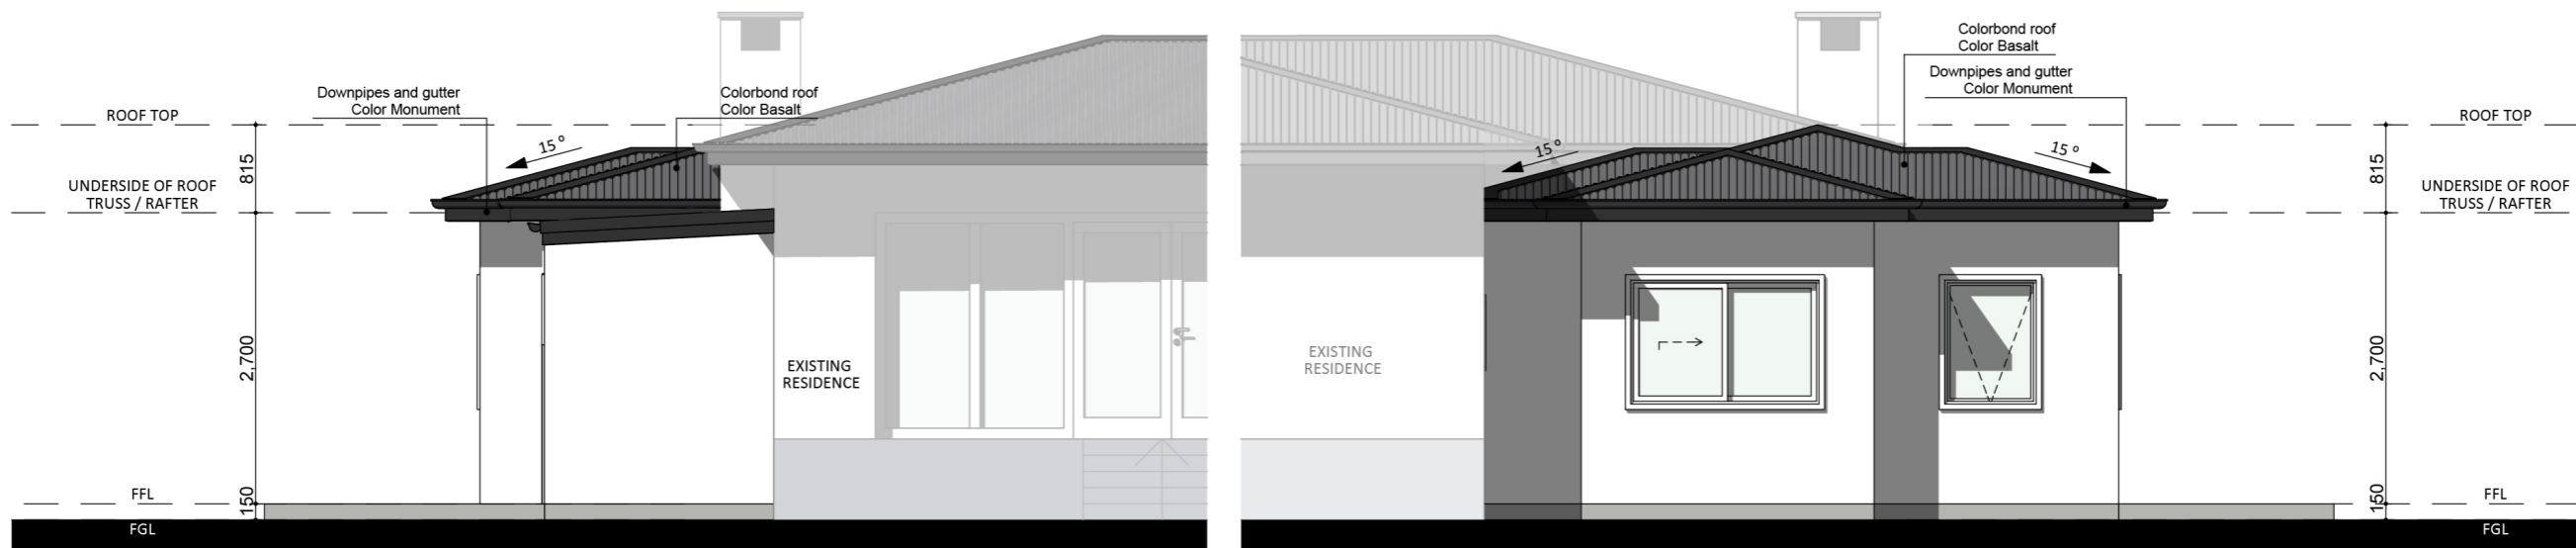 Downpipes and gutter
Color Monument
Colorbond roof
Color Basalt
ROOF TOP
15 º
815
UNDERSIDE OF ROOF
TRUSS / RAFTER
2,700
EXISTING
RESIDENCE
FFL
150
FGL
Colorbond roof
Color Basalt
Downpipes and gutter
Color Monument
ROOF TOP
15 º
15 º
815
UNDERSIDE OF ROOF
TRUSS / RAFTER
EXISTING
RESIDENCE
2,700
FFL
150
FGL